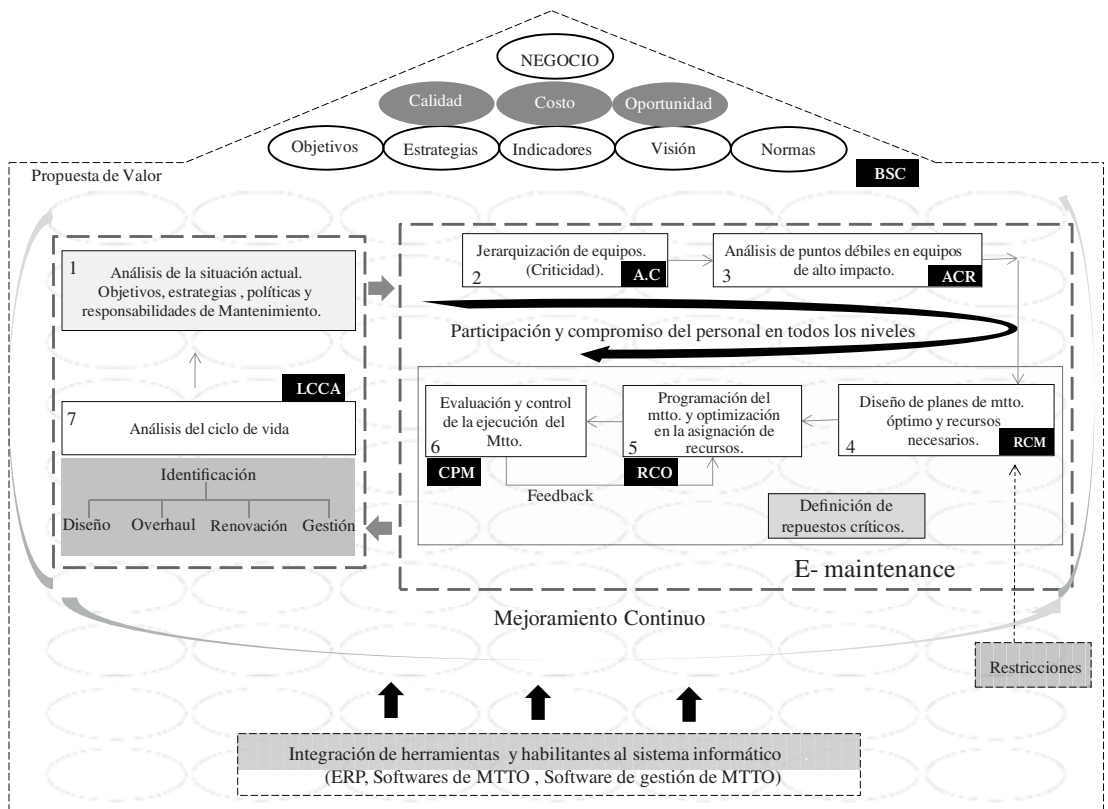 NEGOCIO
Calidad
Costo
Oportunidad
Objetivos
Estrategias
Indicadores
Visión
Normas
Propuesta de Valor
BSC
1
Análisis de la situación actual.
Objetivos, estrategias , políticas y
responsabilidades de Mantenimiento.
Jerarquización de equipos.
(Criticidad).
2
A.C
Análisis de puntos débiles en equipos
de alto impacto.
3
ACR
Participación y compromiso del personal en todos los niveles
LCCA
7
Análisis del ciclo de vida
Identificación
Diseño
Overhaul
Renovación
Gestión
Evaluación y control
de la ejecución del
Mtto.
6
CPM
Programación del
mtto. y optimización
en la asignación de
recursos.
5
RCO
Diseño de planes de mtto.
óptimo y recursos
necesarios.
4
RCM
Feedback
Definición de
repuestos críticos.
E- maintenance
Mejoramiento Continuo
Restricciones
Integración de herramientas y habilitantes al sistema informático
(ERP, Softwares de MTTO , Software de gestión de MTTO)